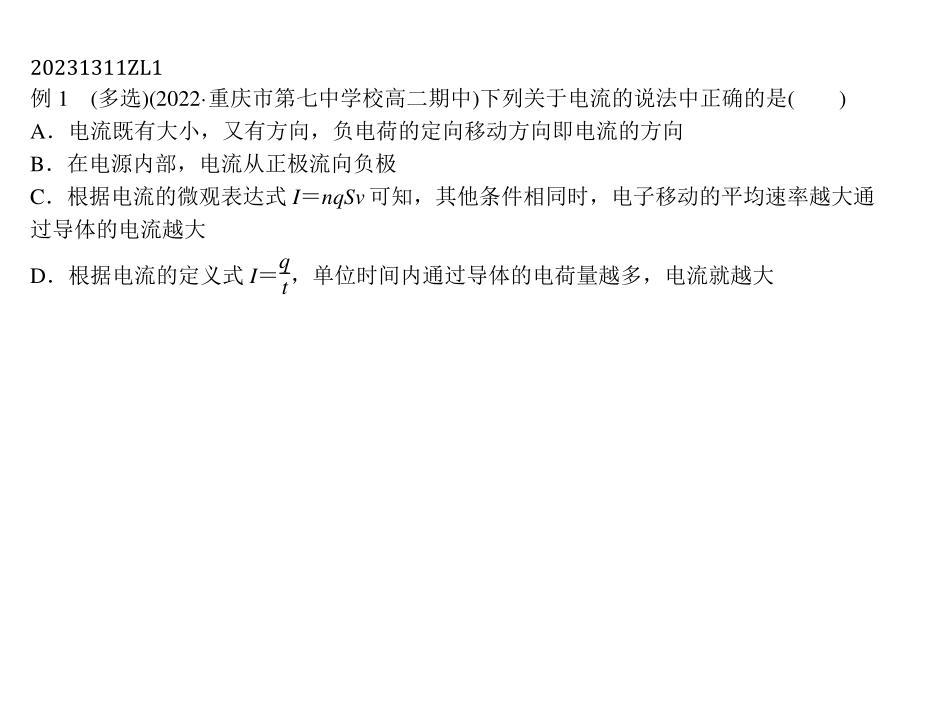 20231311ZL1
例 1　(多选)(2022·重庆市第七中学校高二期中)下列关于电流的说法中正确的是(　　)
A．电流既有大小，又有方向，负电荷的定向移动方向即电流的方向
B．在电源内部，电流从正极流向负极
C．根据电流的微观表达式 I＝nqSv 可知，其他条件相同时，电子移动的平均速率越大通
过导体的电流越大
D．根据电流的定义式 I＝q/t，单位时间内通过导体的电荷量越多，电流就越大